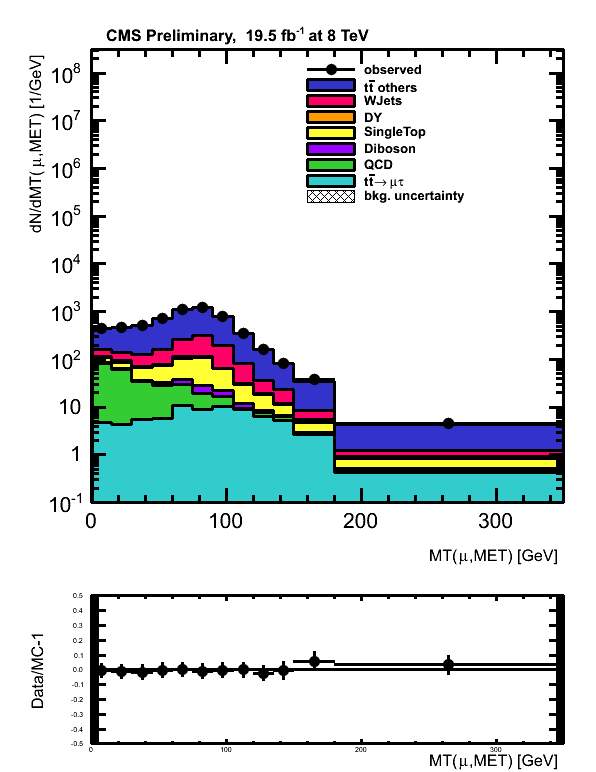 CMS Preliminary, 19.5 fb⁻¹ at 8 TeV
dN/dMT(μ,MET) [1/GeV]
10⁸
10⁷
10⁶
10⁵
10⁴
10³
10²
10
1
10⁻¹
observed
tt̄ others
WJets
DY
SingleTop
Diboson
QCD
tt̄→ μτ
bkg. uncertainty
0 100 200 300
MT(μ,MET) [GeV]
Data/MC-1
0.5
0.4
0.3
0.2
0.1
0.0
-0.1
-0.2
-0.3
-0.4
-0.5
0 100 200 300
MT(μ,MET) [GeV]